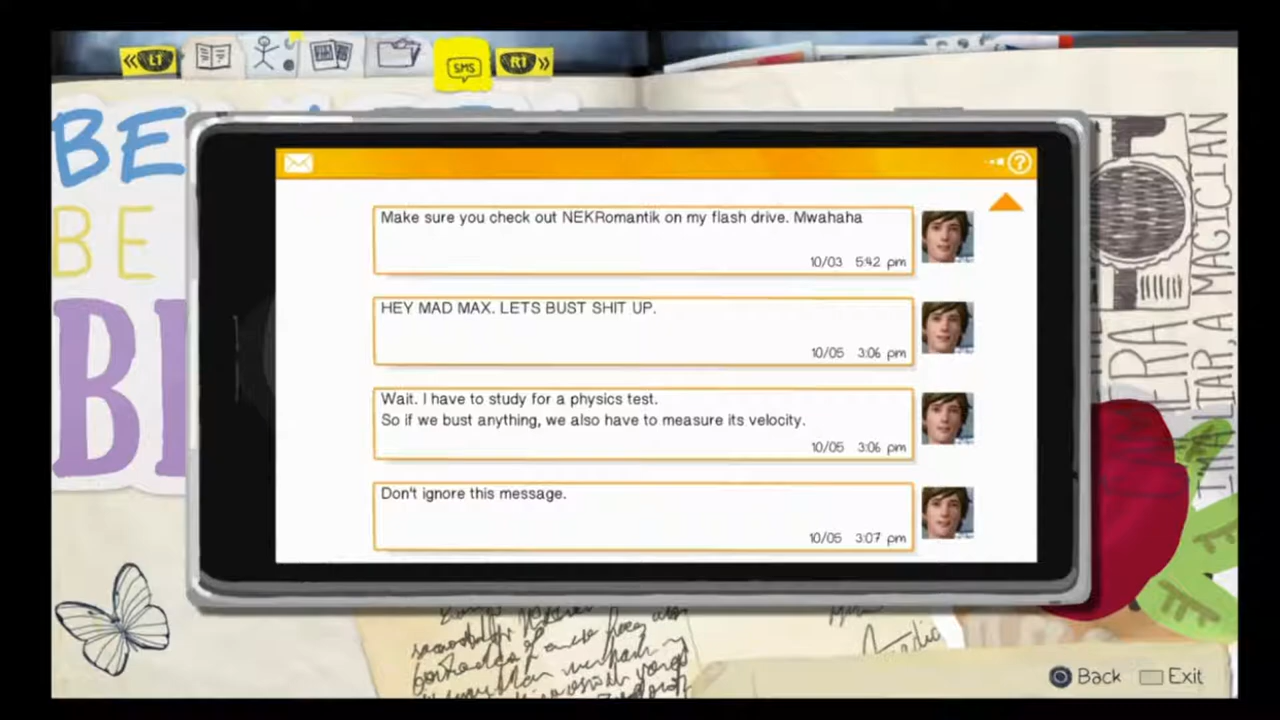 L1
SMS
R1
BE
BE
BE
Make sure you check out NEKRomantik on my flash drive. Mwahaha
10/03 5:42 pm
HEY MAD MAX. LETS BUST SHIT UP.
10/05 3:06 pm
Wait. I have to study for a physics test.
So if we bust anything, we also have to measure its velocity.
10/05 3:06 pm
Don't ignore this message.
10/05 3:07 pm
LIAR, A MAGICIAN
Back
Exit